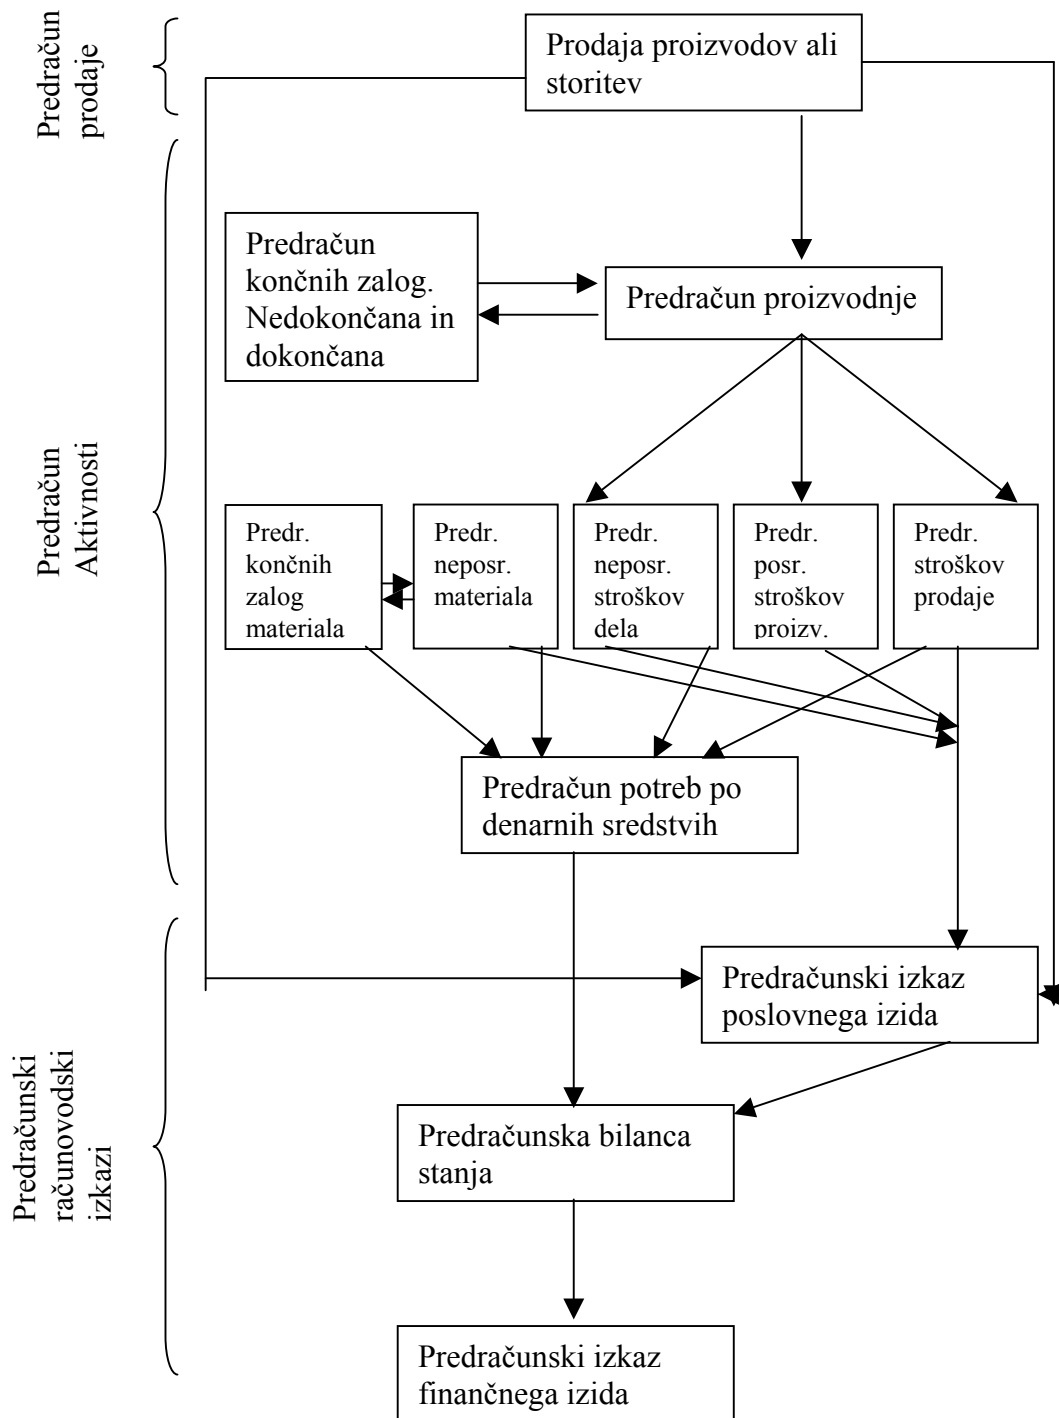 Predračun
prodaje
Prodaja proizvodov ali
storitev
Predračun
Aktivnosti
Predračun
končnih zalog.
Nedokončana in
dokončana
Predračun proizvodnje
Predr.
končnih
zalog
materiala
Predr.
neposr.
materiala
Predr.
neposr.
stroškov
dela
Predr.
posr.
stroškov
proizv.
Predr.
stroškov
prodaje
Predračun potreb po
denarnih sredstvih
Predračunski
računovodski
izkazi
Predračunski izkaz
poslovnega izida
Predračunska bilanca
stanja
Predračunski izkaz
finančnega izida